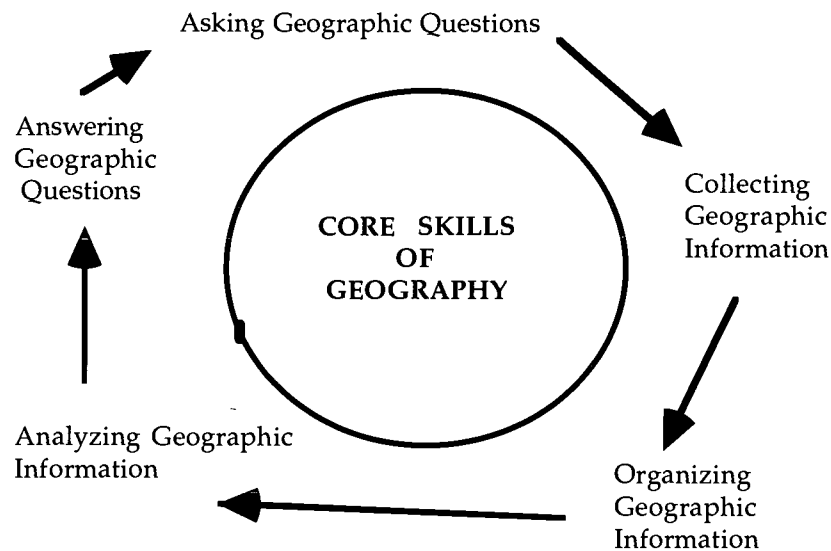 Asking Geographic Questions
Collecting
Geographic
Information
Organizing
Geographic
Information
Analyzing Geographic
Information
Answering
Geographic
Questions
CORE SKILLS
OF
GEOGRAPHY